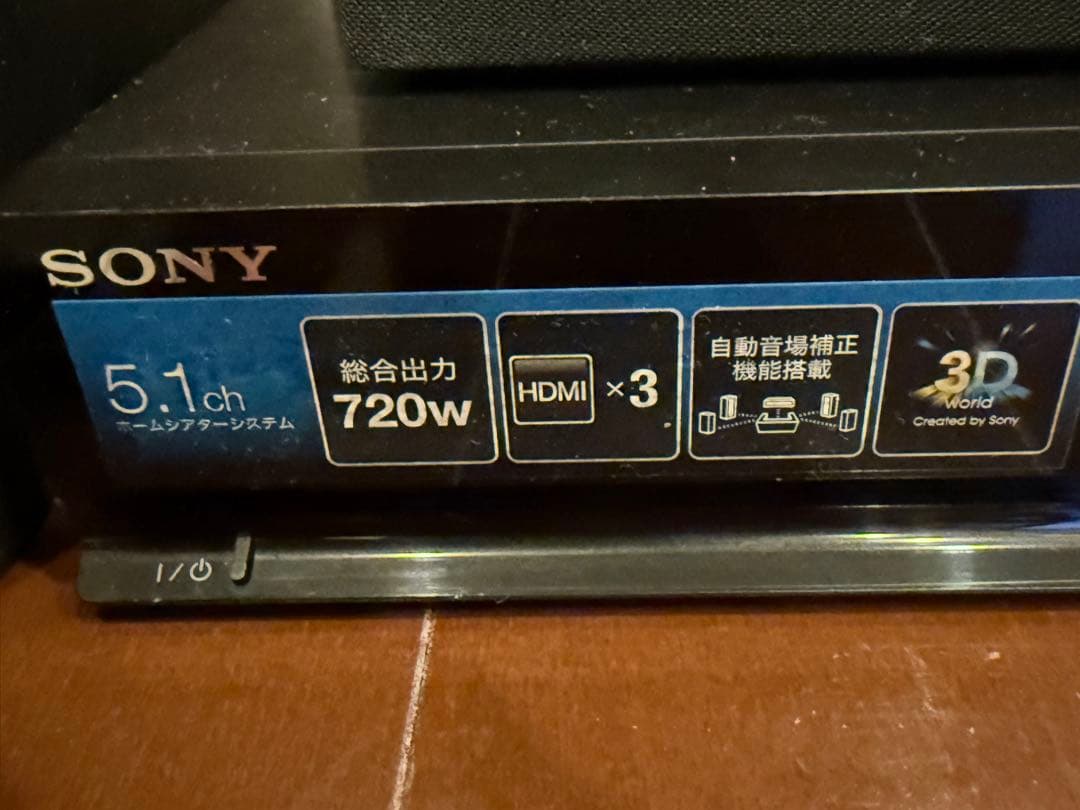 SONY
5.1ch
ホームシアターシステム
総合出力
720W
HDMI ×3
自動音場補正
機能搭載
3D
world
Created by Sony
I/⏻